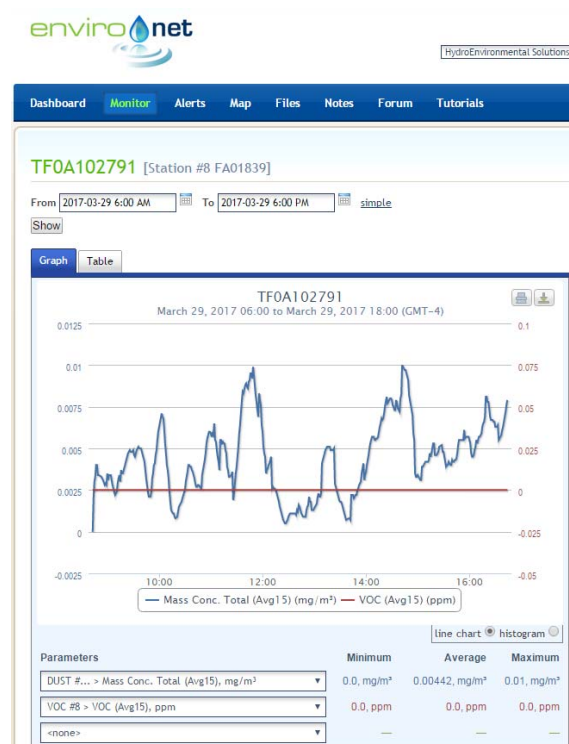 environet
HydroEnvironmental Solutions
Dashboard Monitor Alerts Map Files Notes Forum Tutorials
TF0A102791 [Station #8 FA01839]
From 2017-03-29 6:00 AM To 2017-03-29 6:00 PM simple
Show
Graph Table
TF0A102791
March 29, 2017 06:00 to March 29, 2017 18:00 (GMT-4)
0.0125 0.1
0.01 0.075
0.0075 0.05
0.005 0.025
0.0025 0
0 -0.025
-0.0025 -0.05
10:00 12:00 14:00 16:00
Mass Conc. Total (Avg15) (mg/m³) VOC (Avg15) (ppm)
line chart histogram
Parameters Minimum Average Maximum
DUST #... > Mass Conc. Total (Avg15), mg/m³ 0.0, mg/m³ 0.00442, mg/m³ 0.01, mg/m³
VOC #8 > VOC (Avg15), ppm 0.0, ppm 0.0, ppm 0.0, ppm
<none> — — —